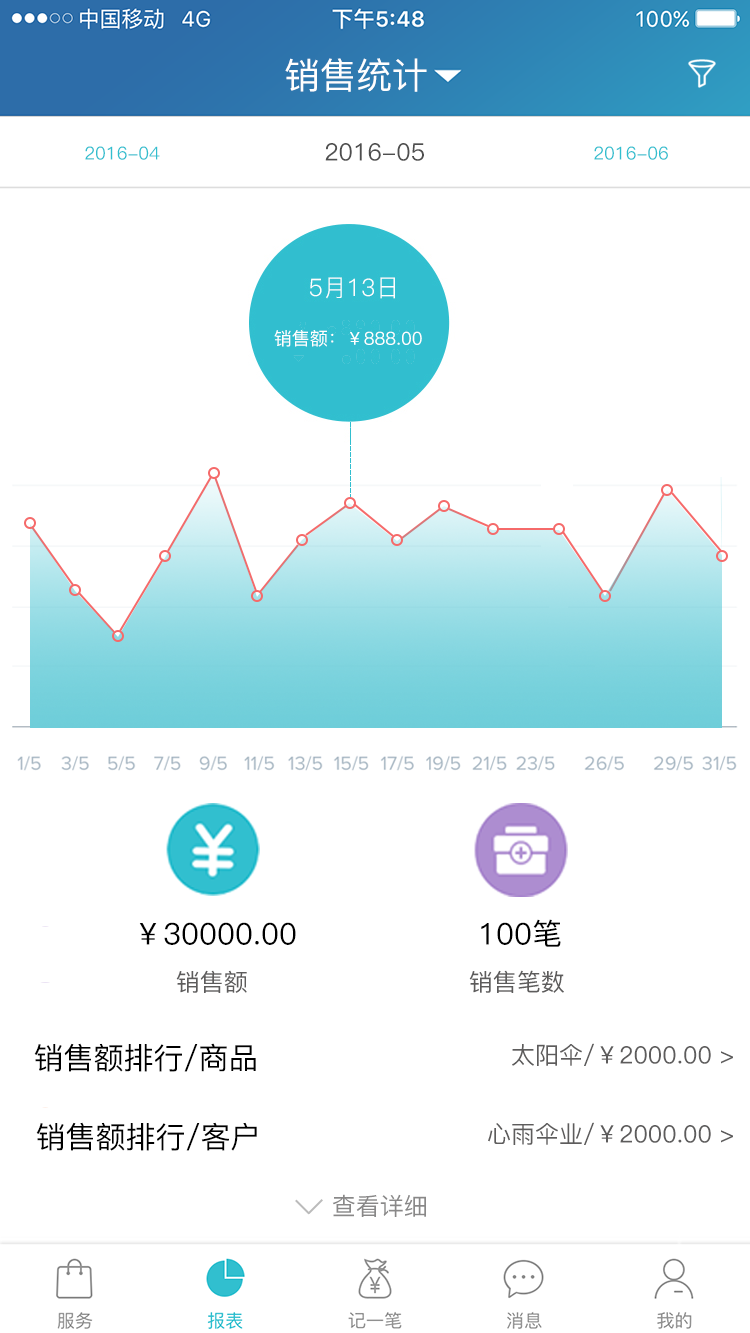 中国移动 4G 下午5:48 100%
销售统计
2016-04 2016-05 2016-06
5月13日
销售额：￥888.00
1/5 3/5 5/5 7/5 9/5 11/5 13/5 15/5 17/5 19/5 21/5 23/5 26/5 29/5 31/5
￥30000.00 100笔
销售额 销售笔数
销售额排行/商品 太阳伞/￥2000.00 >
销售额排行/客户 心雨伞业/￥2000.00 >
查看详细
服务 报表 记一笔 消息 我的